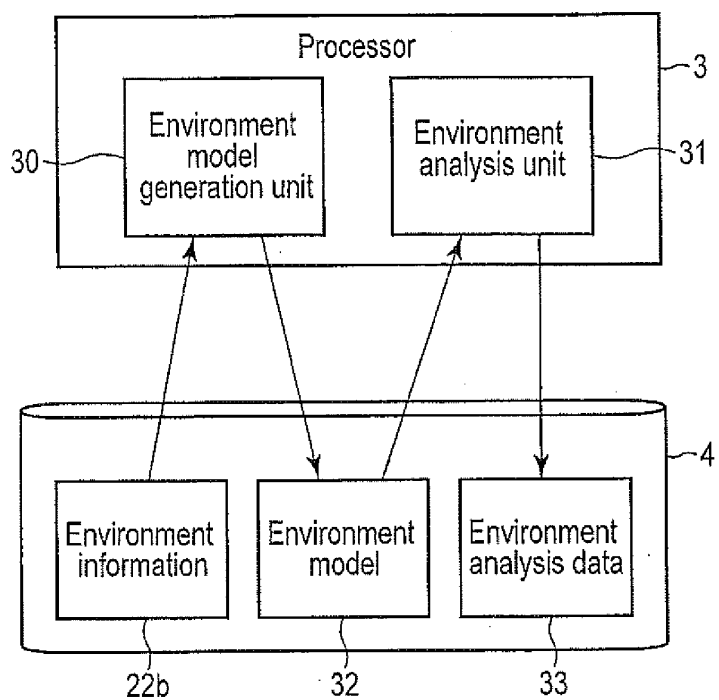 Processor
3
Environment
model
generation unit
30
Environment
analysis unit
31
4
Environment
information
Environment
model
Environment
analysis data
22b
32
33